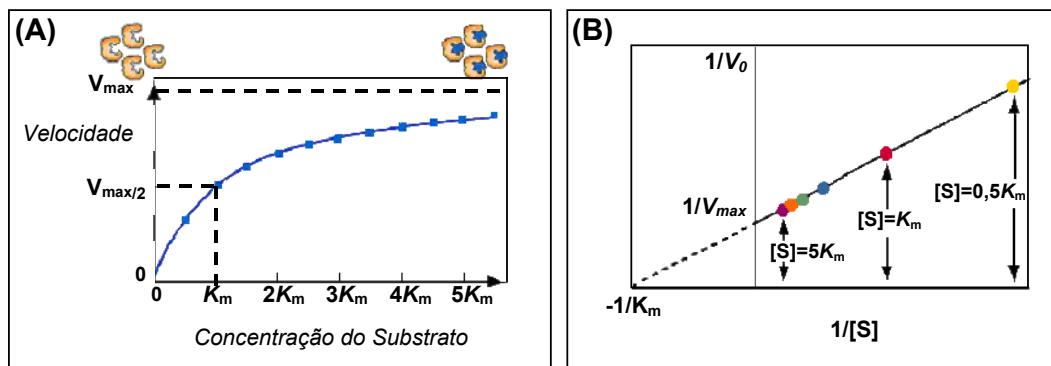 (A)
Vmax
Velocidade
Vmax/2
0
0 Km 2Km 3Km 4Km 5Km
Concentração do Substrato
(B)
1/V0
[S]=0,5Km
1/Vmax
[S]=Km
[S]=5Km
-1/Km
1/[S]